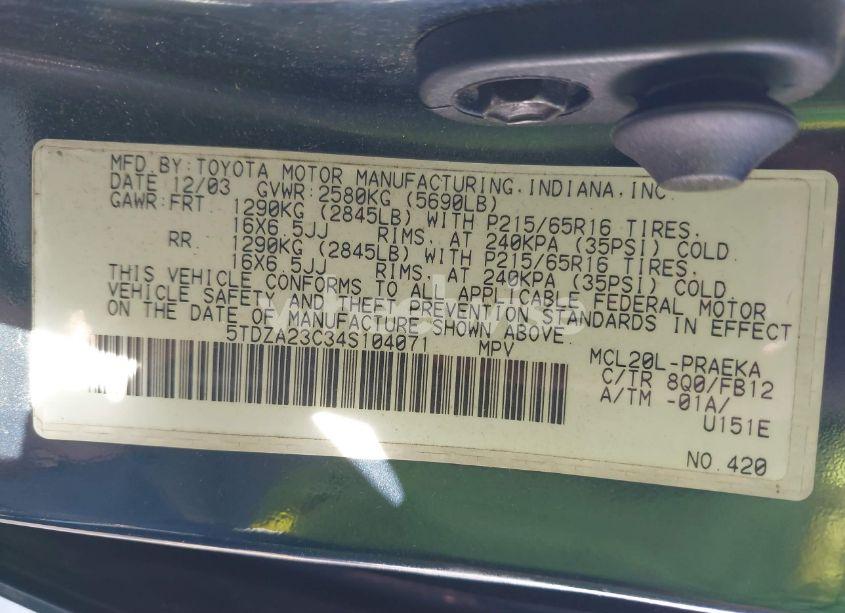 MFD.BY:TOYOTA MOTOR MANUFACTURING.INDIANA,INC.
DATE 12/03 GVWR:2580KG (5690LB)
GAWR:FRT 1290KG (2845LB) WITH P215/65R16 TIRES.
16X6.5JJ RIMS, AT 240KPA (35PSI) COLD
RR 1290KG (2845LB) WITH P215/65R16 TIRES.
16X6.5JJ RIMS, AT 240KPA (35PSI) COLD
THIS VEHICLE CONFORMS TO ALL APPLICABLE FEDERAL MOTOR
VEHICLE SAFETY AND THEFT PREVENTION STANDARDS IN EFFECT
ON THE DATE OF MANUFACTURE SHOWN ABOVE.
5TDZA23C34S104071 MPV
MCL20L-PRAEKA
C/TR 8Q0/FB12
A/TM -01A/
U151E
NO.420